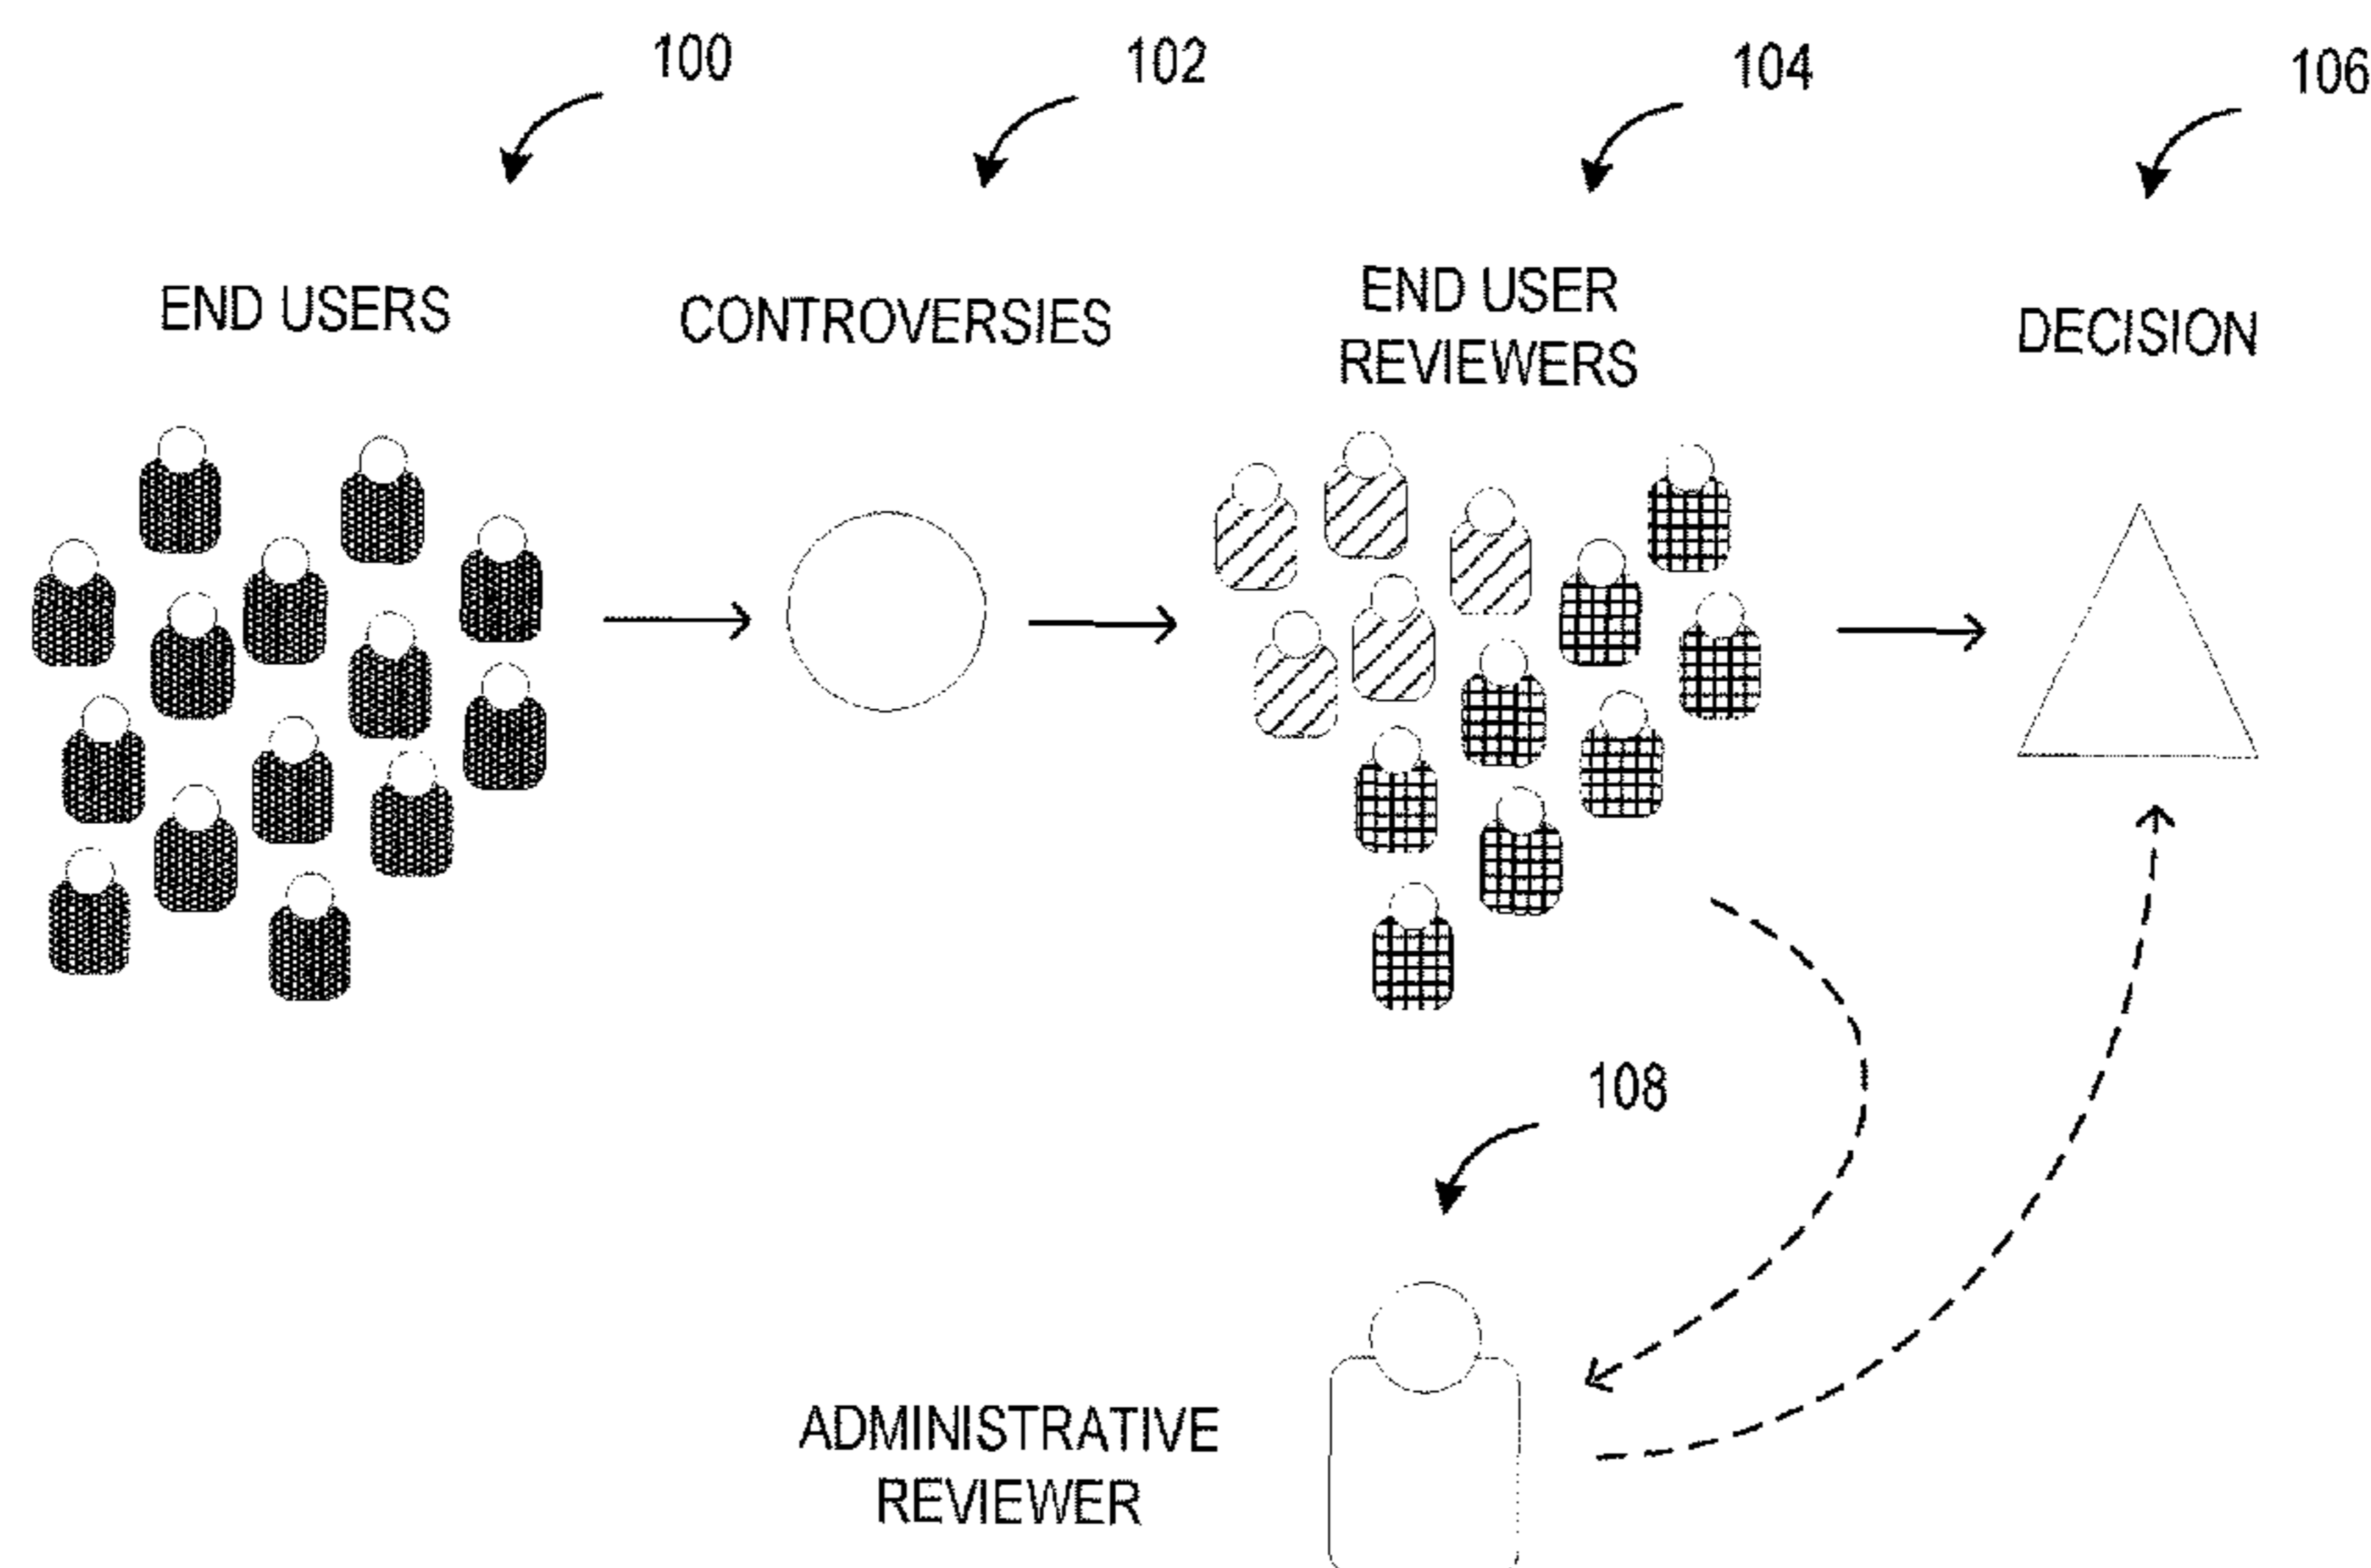 100
102
104
106
END USERS
CONTROVERSIES
END USER
REVIEWERS
DECISION
108
ADMINISTRATIVE
REVIEWER